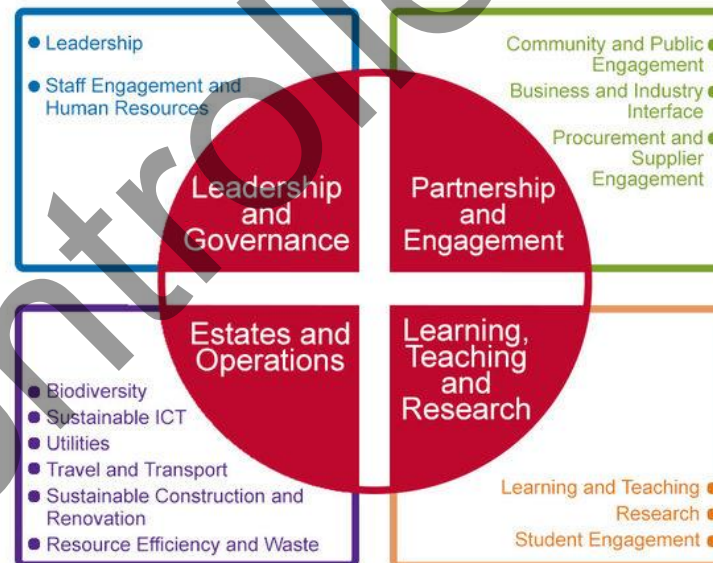 Leadership
Staff Engagement and
Human Resources
Community and Public
Engagement
Business and Industry
Interface
Procurement and
Supplier
Engagement
Leadership
and
Governance
Partnership
and
Engagement
Estates and
Operations
Learning,
Teaching
and
Research
Biodiversity
Sustainable ICT
Utilities
Travel and Transport
Sustainable Construction and
Renovation
Resource Efficiency and Waste
Learning and Teaching
Research
Student Engagement